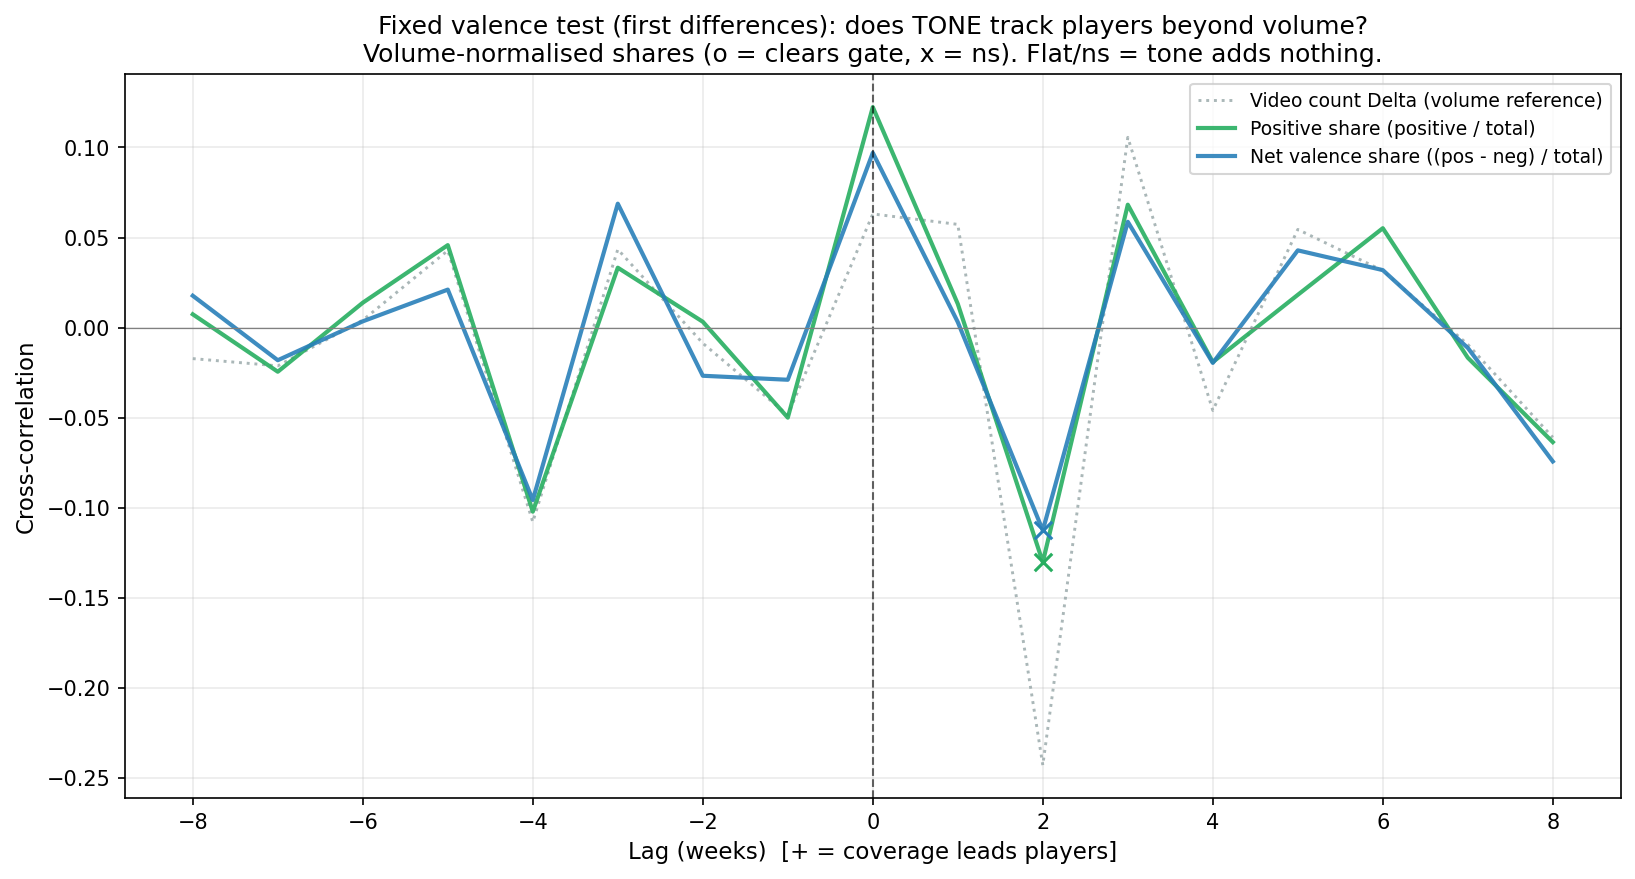 Fixed valence test (first differences): does TONE track players beyond volume?
Volume-normalised shares (o = clears gate, x = ns). Flat/ns = tone adds nothing.
Video count Delta (volume reference)
Positive share (positive / total)
Net valence share ((pos - neg) / total)
Cross-correlation
0.10
0.05
0.00
−0.05
−0.10
−0.15
−0.20
−0.25
−8
−6
−4
−2
0
2
4
6
8
Lag (weeks)  [+ = coverage leads players]